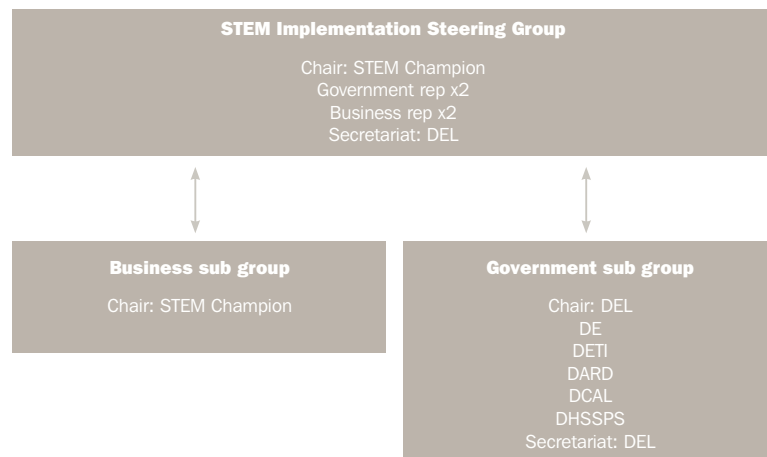 STEM Implementation Steering Group
Chair: STEM Champion
Government rep x2
Business rep x2
Secretariat: DEL
Business sub group
Chair: STEM Champion
Government sub group
Chair: DEL
DE
DETI
DARD
DCAL
DHSSPS
Secretariat: DEL